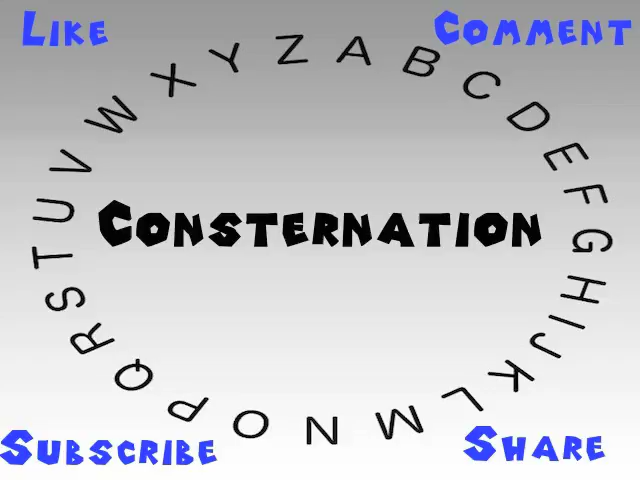 Like
Comment
A B C D E F G H I J K L M N O P Q R S T U V W X Y Z
Consternation
Subscribe
Share